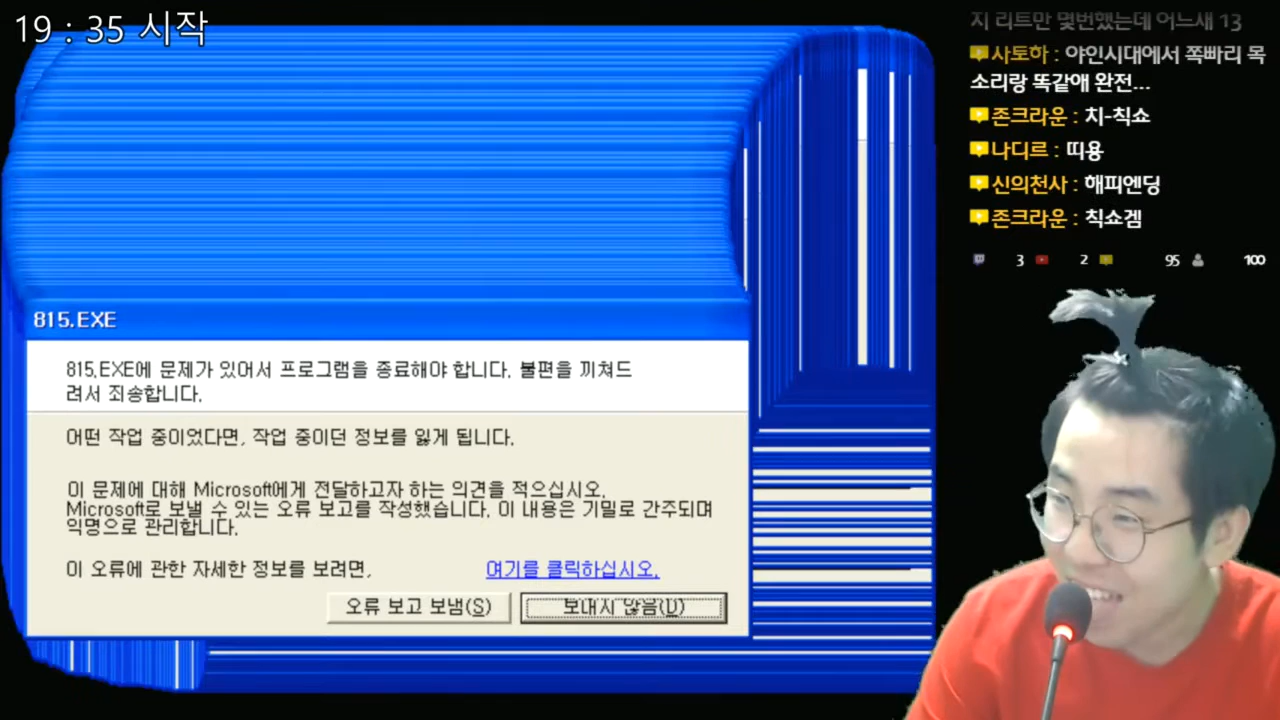 19 : 35 시작
지 리트만 몇번했는데 어느새 13
사토하 : 야인시대에서 쪽빠리 목
소리랑 똑같애 완전...
존크라운 : 치-칙쇼
나디르 : 띠용
신의천사 : 해피엔딩
존크라운 : 칙쇼겜
3 2 95 100
815.EXE
815.EXE에 문제가 있어서 프로그램을 종료해야 합니다. 불편을 끼쳐드
려서 죄송합니다.
어떤 작업 중이었다면, 작업 중이던 정보를 잃게 됩니다.
이 문제에 대해 Microsoft에게 전달하고자 하는 의견을 적으십시오.
Microsoft로 보낼 수 있는 오류 보고를 작성했습니다. 이 내용은 기밀로 간주되며
익명으로 관리합니다.
이 오류에 관한 자세한 정보를 보려면, 여기를 클릭하십시오.
오류 보고 보냄(S) 보내지 않음(D)